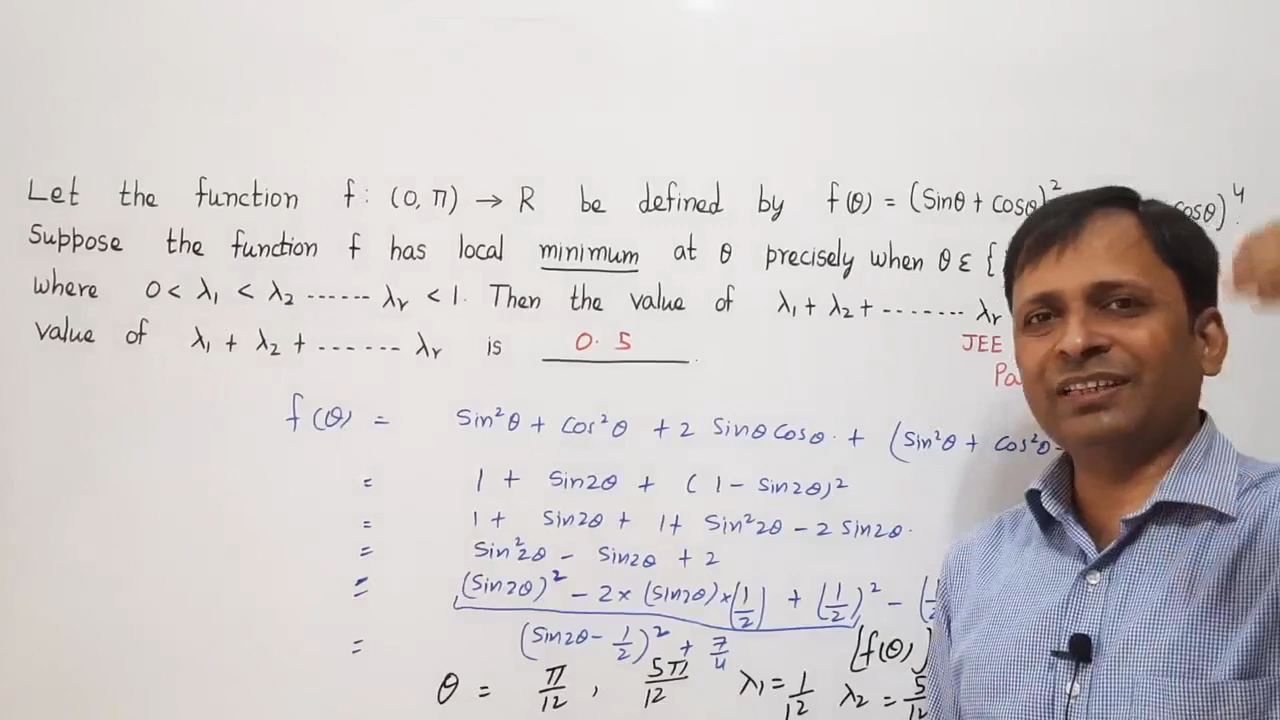 Let the function f: (0, π) → R be defined by f(θ) = (Sinθ + Cosθ)² cosθ)⁴.
Suppose the function f has local minimum at θ precisely when θ ε {
where 0 < λ₁ < λ₂ ...... λr < 1. Then the value of λ₁ + λ₂ + ........ λr
value of λ₁ + λ₂ + ...... λr is 0.5
JEE
f(θ) = Sin²θ + Cos²θ + 2 Sinθ Cosθ + (Sin²θ + Cos²θ
= 1 + Sin2θ + (1 - Sin2θ)²
= 1 + Sin2θ + 1 + Sin²2θ - 2 Sin2θ.
= Sin²2θ - Sin2θ + 2
= (Sin2θ)² - 2 × (Sin2θ) × (1/2) + (1/2)² - (1/2
= (Sin2θ - 1/2)² + 7/4 [f(θ)]
θ = π/12, 5π/12 λ₁ = 1/12 λ₂ = 5/12